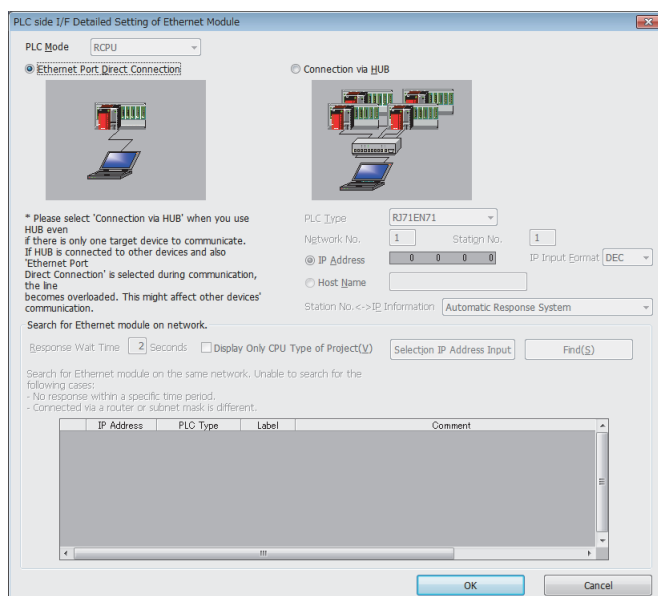 PLC side I/F Detailed Setting of Ethernet Module
PLC Mode RCPU
Ethernet Port Direct Connection Connection via HUB
* Please select 'Connection via HUB' when you use
HUB even
if there is only one target device to communicate.
If HUB is connected to other devices and also
'Ethernet Port
Direct Connection' is selected during communication,
the line
becomes overloaded. This might affect other devices'
communication.
PLC Type RJ71EN71
Network No. 1 Station No. 1
IP Address 0 0 0 0 IP Input Format DEC
Host Name
Station No.<->IP Information Automatic Response System
Search for Ethernet module on network.
Response Wait Time 2 Seconds Display Only CPU Type of Project(V) Selection IP Address Input Find(S)
Search for Ethernet module on the same network. Unable to search for the
following cases:
- No response within a specific time period.
- Connected via a router or subnet mask is different.
IP Address PLC Type Label Comment
OK Cancel